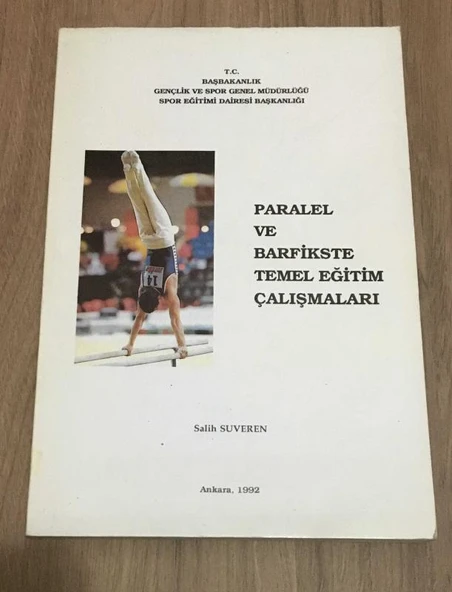 T.C.
BAŞBAKANLIK
GENÇLİK VE SPOR GENEL MÜDÜRLÜĞÜ
SPOR EĞİTİMİ DAİRESİ BAŞKANLIĞI
PARALEL
VE
BARFİKSTE
TEMEL EĞİTİM
ÇALIŞMALARI
Salih SUVEREN
Ankara, 1992